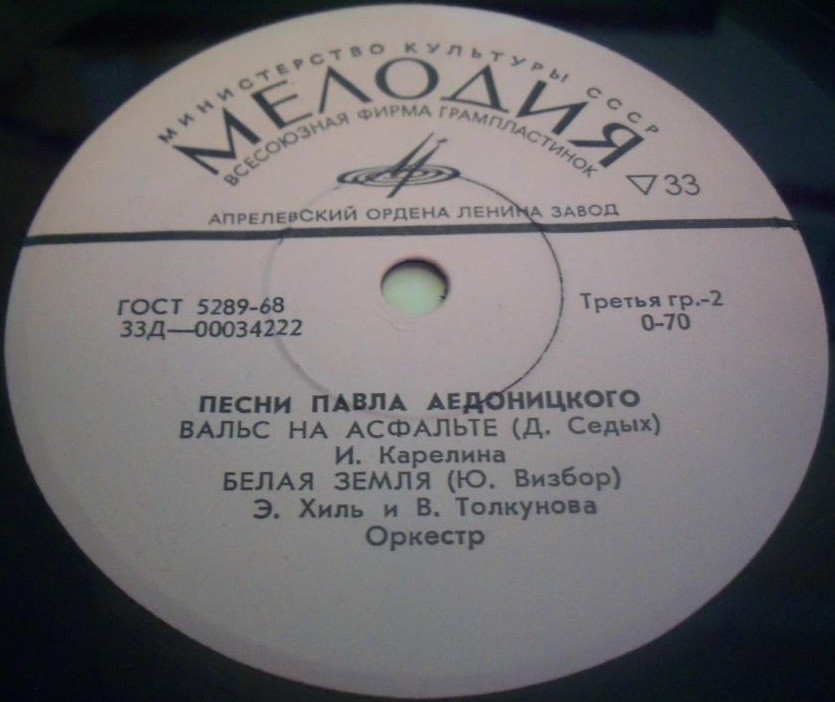 МИНИСТЕРСТВО КУЛЬТУРЫ СССР
МЕЛОДИЯ
ВСЕСОЮЗНАЯ ФИРМА ГРАМПЛАСТИНОК
▽33
АПРЕЛЕВСКИЙ ОРДЕНА ЛЕНИНА ЗАВОД
ГОСТ 5289-68
33Д—00034222
Третья гр.-2
0-70
ПЕСНИ ПАВЛА АЕДОНИЦКОГО
ВАЛЬС НА АСФАЛЬТЕ (Д. Седых)
И. Карелина
БЕЛАЯ ЗЕМЛЯ (Ю. Визбор)
Э. Хиль и В. Толкунова
Оркестр